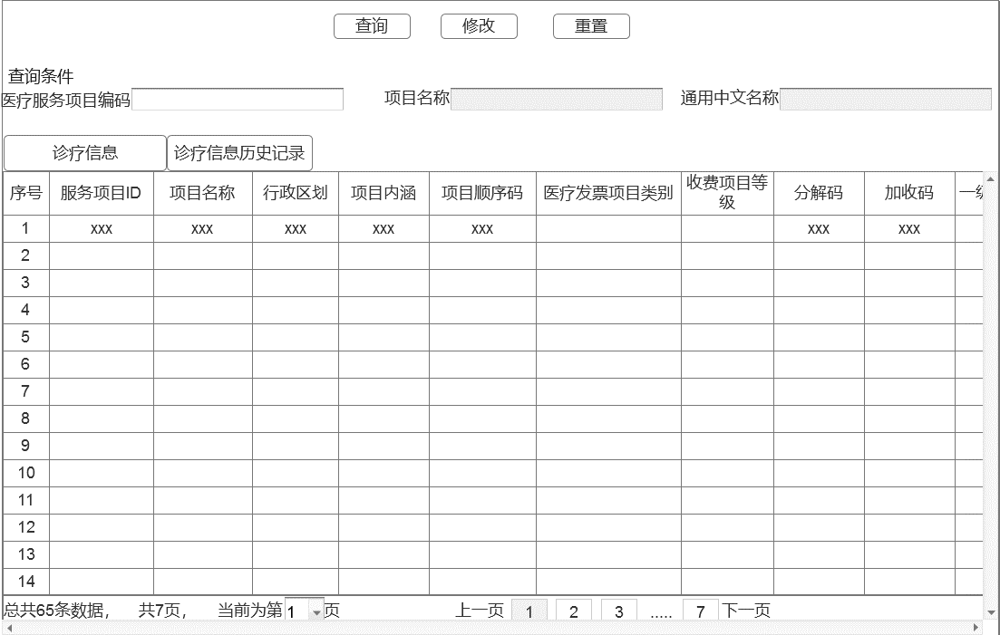 查询 修改 重置
查询条件
医疗服务项目编码 项目名称 通用中文名称
诊疗信息 诊疗信息历史记录
序号 服务项目ID 项目名称 行政区划 项目内涵 项目顺序码 医疗发票项目类别 收费项目等级 分解码 加收码 一级
1 xxx xxx xxx xxx xxx xxx xxx
2
3
4
5
6
7
8
9
10
11
12
13
14
总共65条数据， 共7页， 当前为第 1 页 上一页 1 2 3 ..... 7 下一页